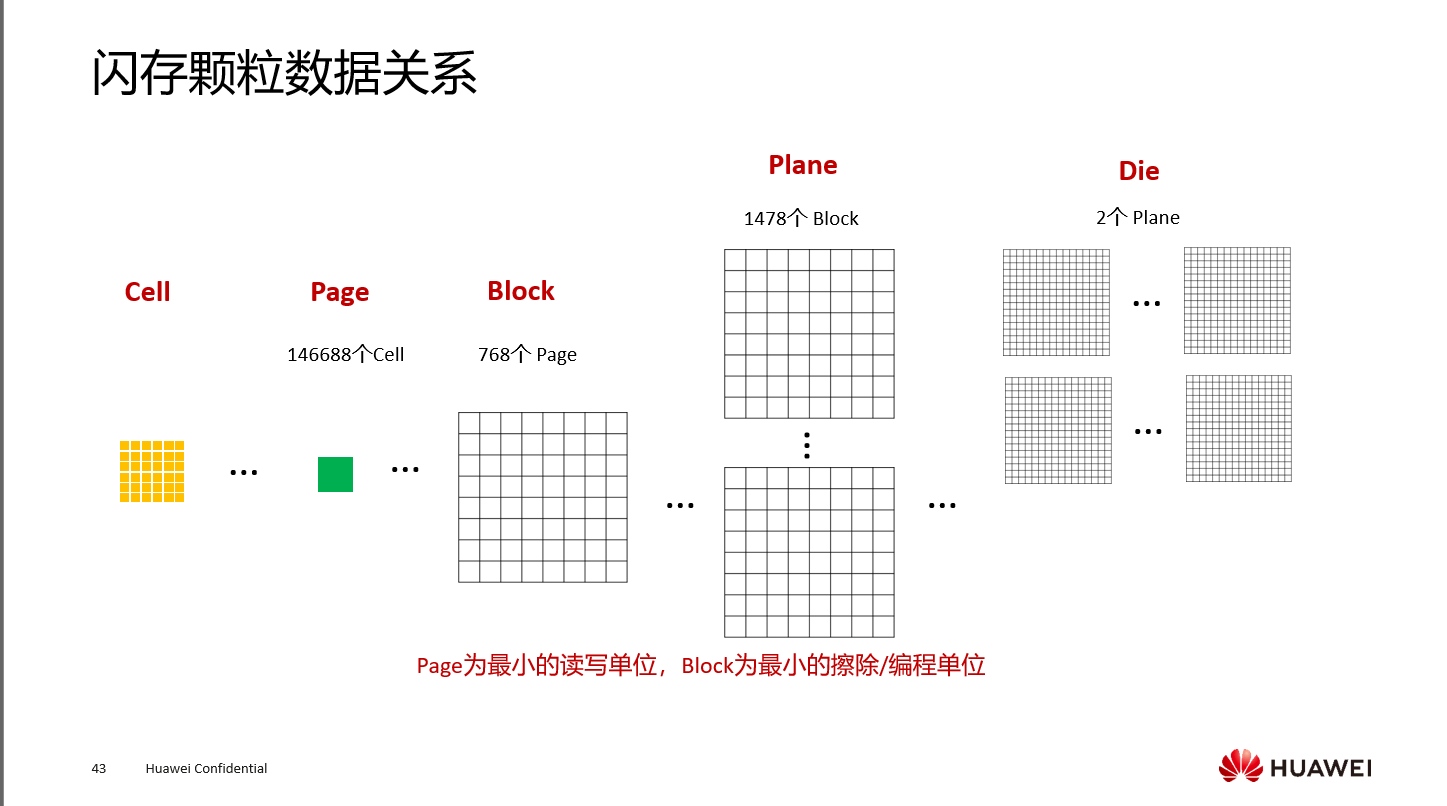 闪存颗粒数据关系
Plane
Die
1478个 Block
2个 Plane
Cell
Page
Block
146688个Cell
768个 Page
Page为最小的读写单位，Block为最小的擦除/编程单位
43
Huawei Confidential
HUAWEI